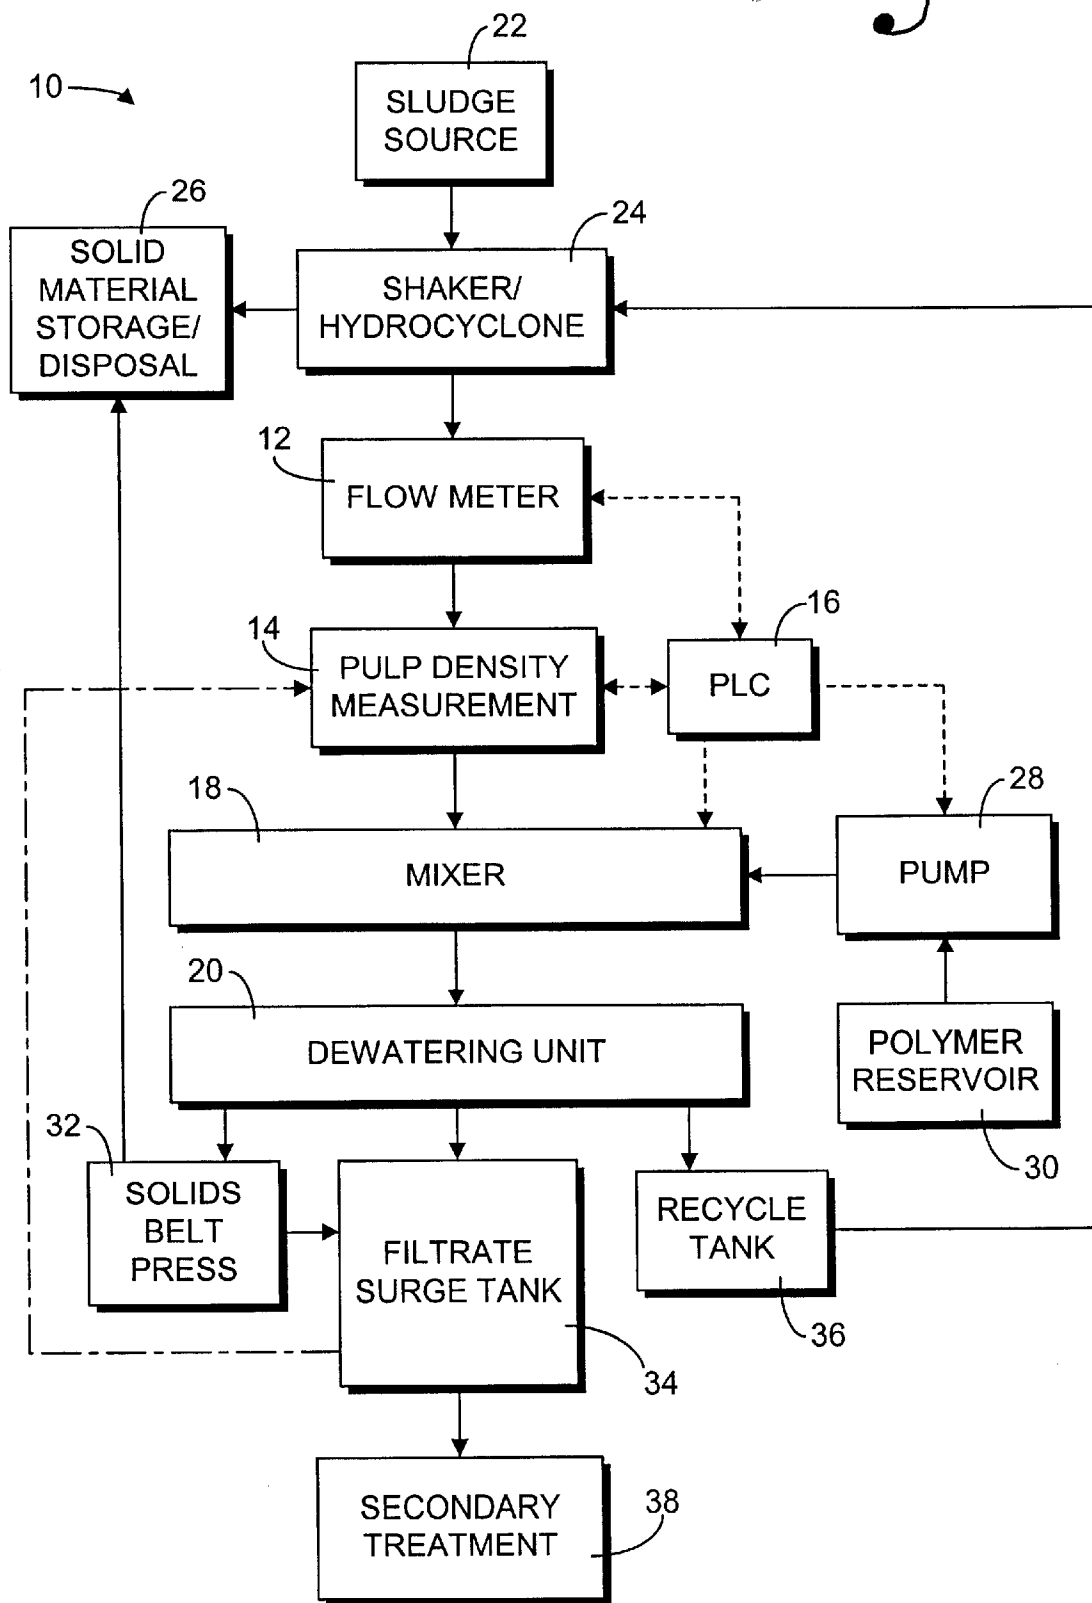 22
10
SLUDGE
SOURCE
26
24
SOLID
MATERIAL
STORAGE/
DISPOSAL
SHAKER/
HYDROCYCLONE
12
FLOW METER
14
16
PULP DENSITY
MEASUREMENT
PLC
18
28
MIXER
PUMP
20
DEWATERING UNIT
POLYMER
RESERVOIR
32
30
SOLIDS
BELT
PRESS
FILTRATE
SURGE TANK
RECYCLE
TANK
36
34
SECONDARY
TREATMENT
38